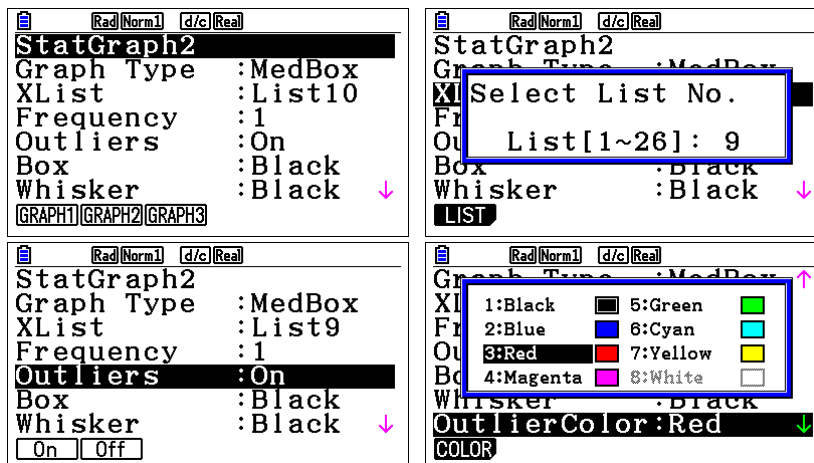 Rad Norm1 d/c Real
StatGraph2
Graph Type :MedBox
XList :List10
Frequency :1
Outliers :On
Box :Black
Whisker :Black ↓
GRAPH1 GRAPH2 GRAPH3
Rad Norm1 d/c Real
StatGraph2
Select List No.
List[1~26]: 9
Whisker :Black ↓
LIST
Rad Norm1 d/c Real
StatGraph2
Graph Type :MedBox
XList :List9
Frequency :1
Outliers :On
Box :Black
Whisker :Black ↓
On Off
Rad Norm1 d/c Real
1:Black 5:Green
2:Blue 6:Cyan
3:Red 7:Yellow
4:Magenta 8:White
OutlierColor:Red ↓
COLOR